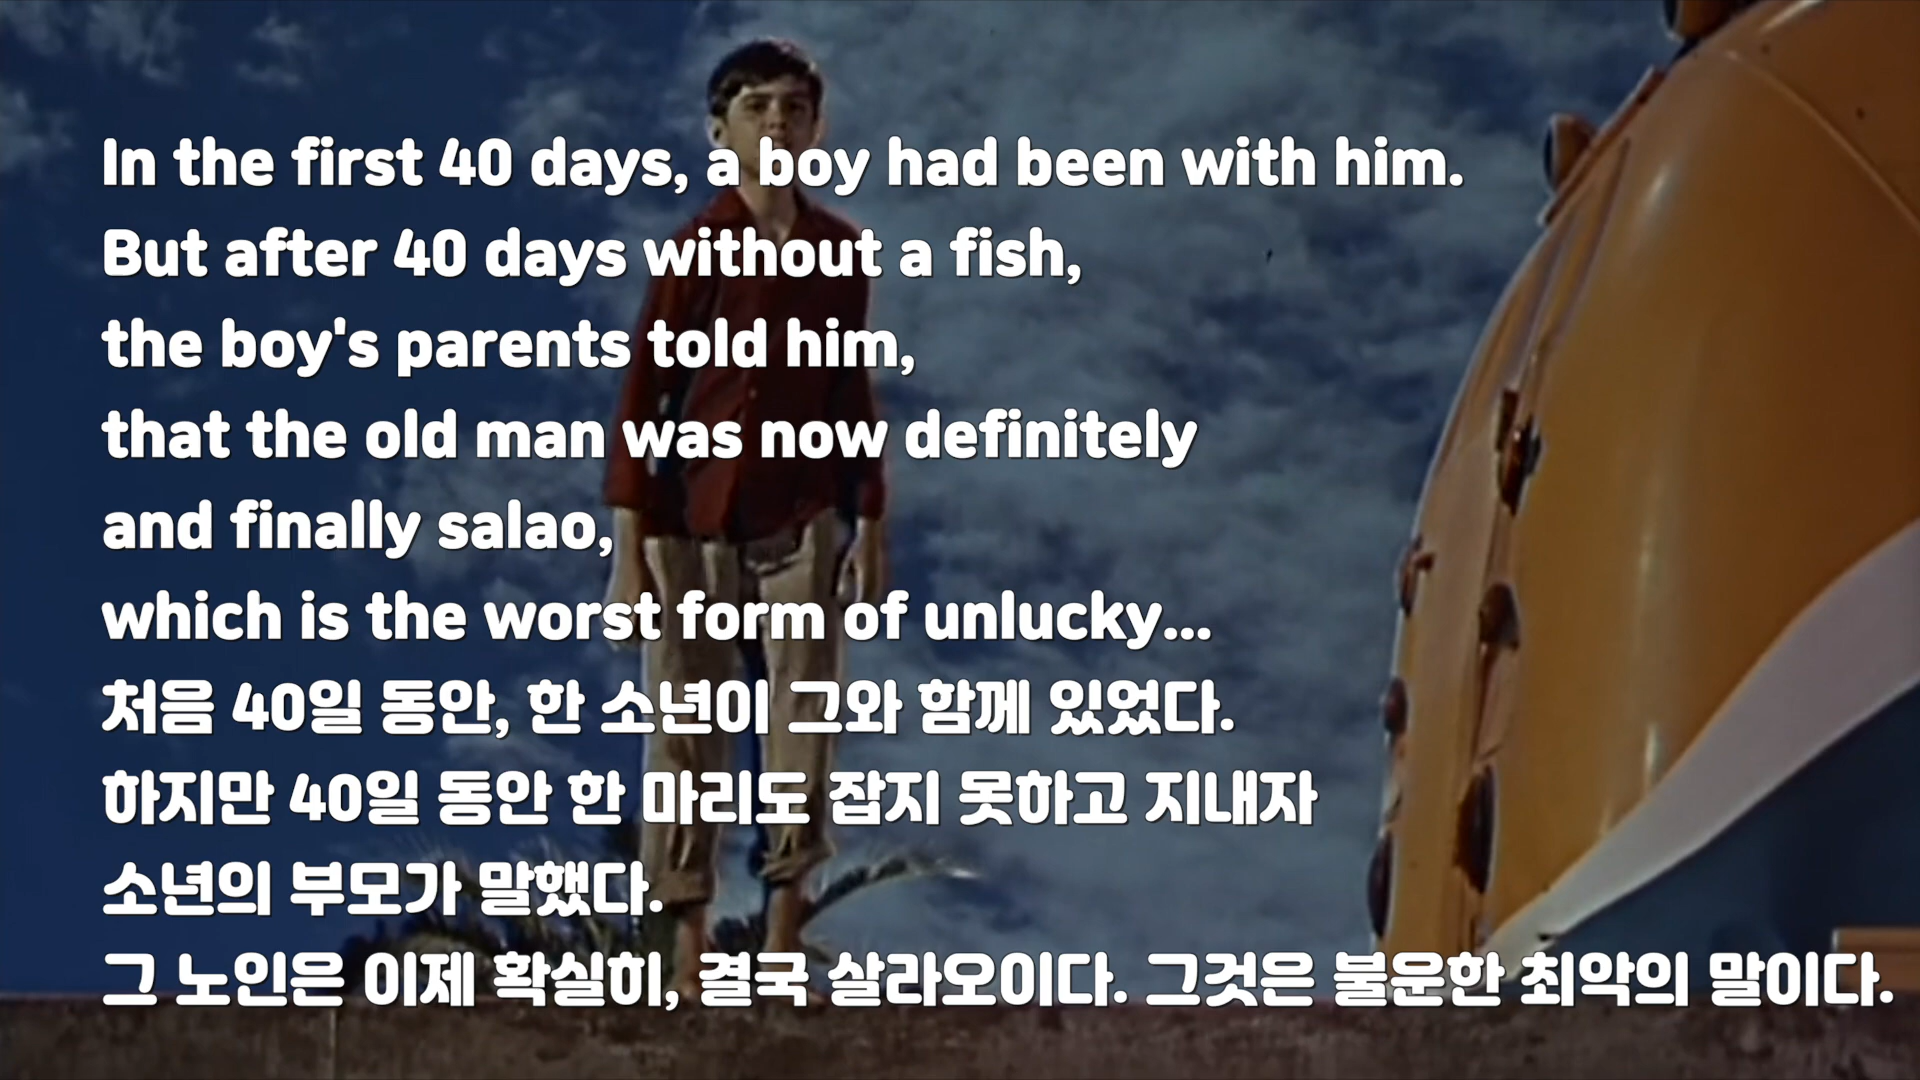 In the first 40 days, a boy had been with him.
But after 40 days without a fish,
the boy's parents told him,
that the old man was now definitely
and finally salao,
which is the worst form of unlucky...
처음 40일 동안, 한 소년이 그와 함께 있었다.
하지만 40일 동안 한 마리도 잡지 못하고 지내자
소년의 부모가 말했다.
그 노인은 이제 확실히, 결국 살라오이다. 그것은 불운한 최악의 말이다.